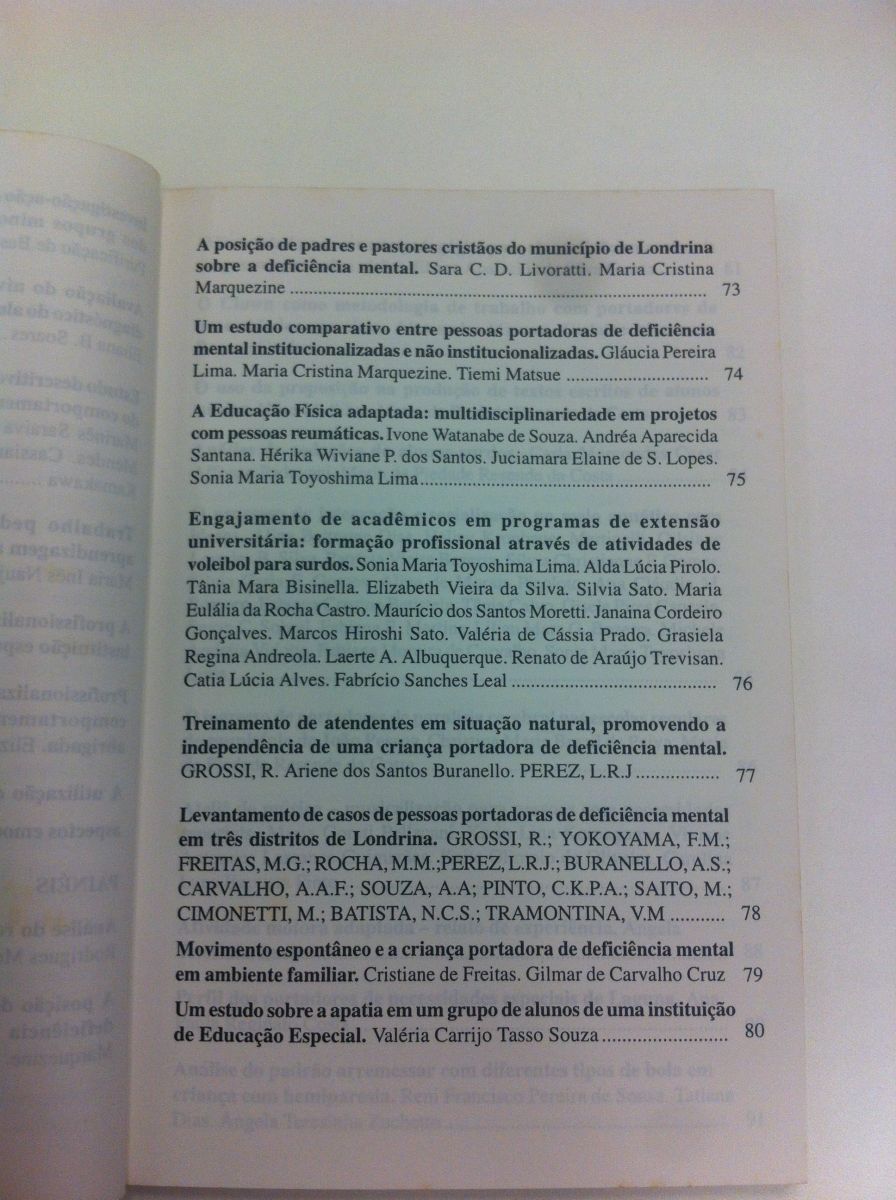 A posição de padres e pastores cristãos do município de Londrina
sobre a deficiência mental. Sara C. D. Livoratti. Maria Cristina
Marquezine ........................................................................ 73
Um estudo comparativo entre pessoas portadoras de deficiência
mental institucionalizadas e não institucionalizadas. Gláucia Pereira
Lima. Maria Cristina Marquezine. Tiemi Matsue ......................... 74
A Educação Física adaptada: multidisciplinariedade em projetos
com pessoas reumáticas. Ivone Watanabe de Souza. Andréa Aparecida
Santana. Hérika Wiviane P. dos Santos. Juciamara Elaine de S. Lopes.
Sonia Maria Toyoshima Lima.................................................. 75
Engajamento de acadêmicos em programas de extensão
universitária: formação profissional através de atividades de
voleibol para surdos. Sonia Maria Toyoshima Lima. Alda Lúcia Pirolo.
Tânia Mara Bisinella. Elizabeth Vieira da Silva. Silvia Sato. Maria
Eulália da Rocha Castro. Maurício dos Santos Moretti. Janaina Cordeiro
Gonçalves. Marcos Hiroshi Sato. Valéria de Cássia Prado. Grasiela
Regina Andreola. Laerte A. Albuquerque. Renato de Araújo Trevisan.
Catia Lúcia Alves. Fabrício Sanches Leal .................................... 76
Treinamento de atendentes em situação natural, promovendo a
independência de uma criança portadora de deficiência mental.
GROSSI, R. Ariene dos Santos Buranello. PEREZ, L.R.J ............... 77
Levantamento de casos de pessoas portadoras de deficiência mental
em três distritos de Londrina. GROSSI, R.; YOKOYAMA, F.M.;
FREITAS, M.G.; ROCHA, M.M.;PEREZ, L.R.J.; BURANELLO, A.S.;
CARVALHO, A.A.F.; SOUZA, A.A; PINTO, C.K.P.A.; SAITO, M.;
CIMONETTI, M.; BATISTA, N.C.S.; TRAMONTINA, V.M .......... 78
Movimento espontâneo e a criança portadora de deficiência mental
em ambiente familiar. Cristiane de Freitas. Gilmar de Carvalho Cruz 79
Um estudo sobre a apatia em um grupo de alunos de uma instituição
de Educação Especial. Valéria Carrijo Tasso Souza....................... 80